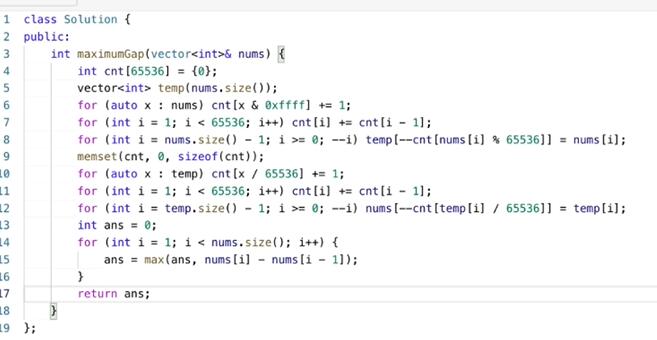 1 class Solution {
2 public:
3 int maximumGap(vector<int>& nums) {
4 int cnt[65536] = {0};
5 vector<int> temp(nums.size());
6 for (auto x : nums) cnt[x & 0xffff] += 1;
7 for (int i = 1; i < 65536; i++) cnt[i] += cnt[i - 1];
8 for (int i = nums.size() - 1; i >= 0; --i) temp[--cnt[nums[i] % 65536]] = nums[i];
9 memset(cnt, 0, sizeof(cnt));
10 for (auto x : temp) cnt[x / 65536] += 1;
11 for (int i = 1; i < 65536; i++) cnt[i] += cnt[i - 1];
12 for (int i = temp.size() - 1; i >= 0; --i) nums[--cnt[temp[i] / 65536]] = temp[i];
13 int ans = 0;
14 for (int i = 1; i < nums.size(); i++) {
15 ans = max(ans, nums[i] - nums[i - 1]);
16 }
17 return ans;
18 }
19 };